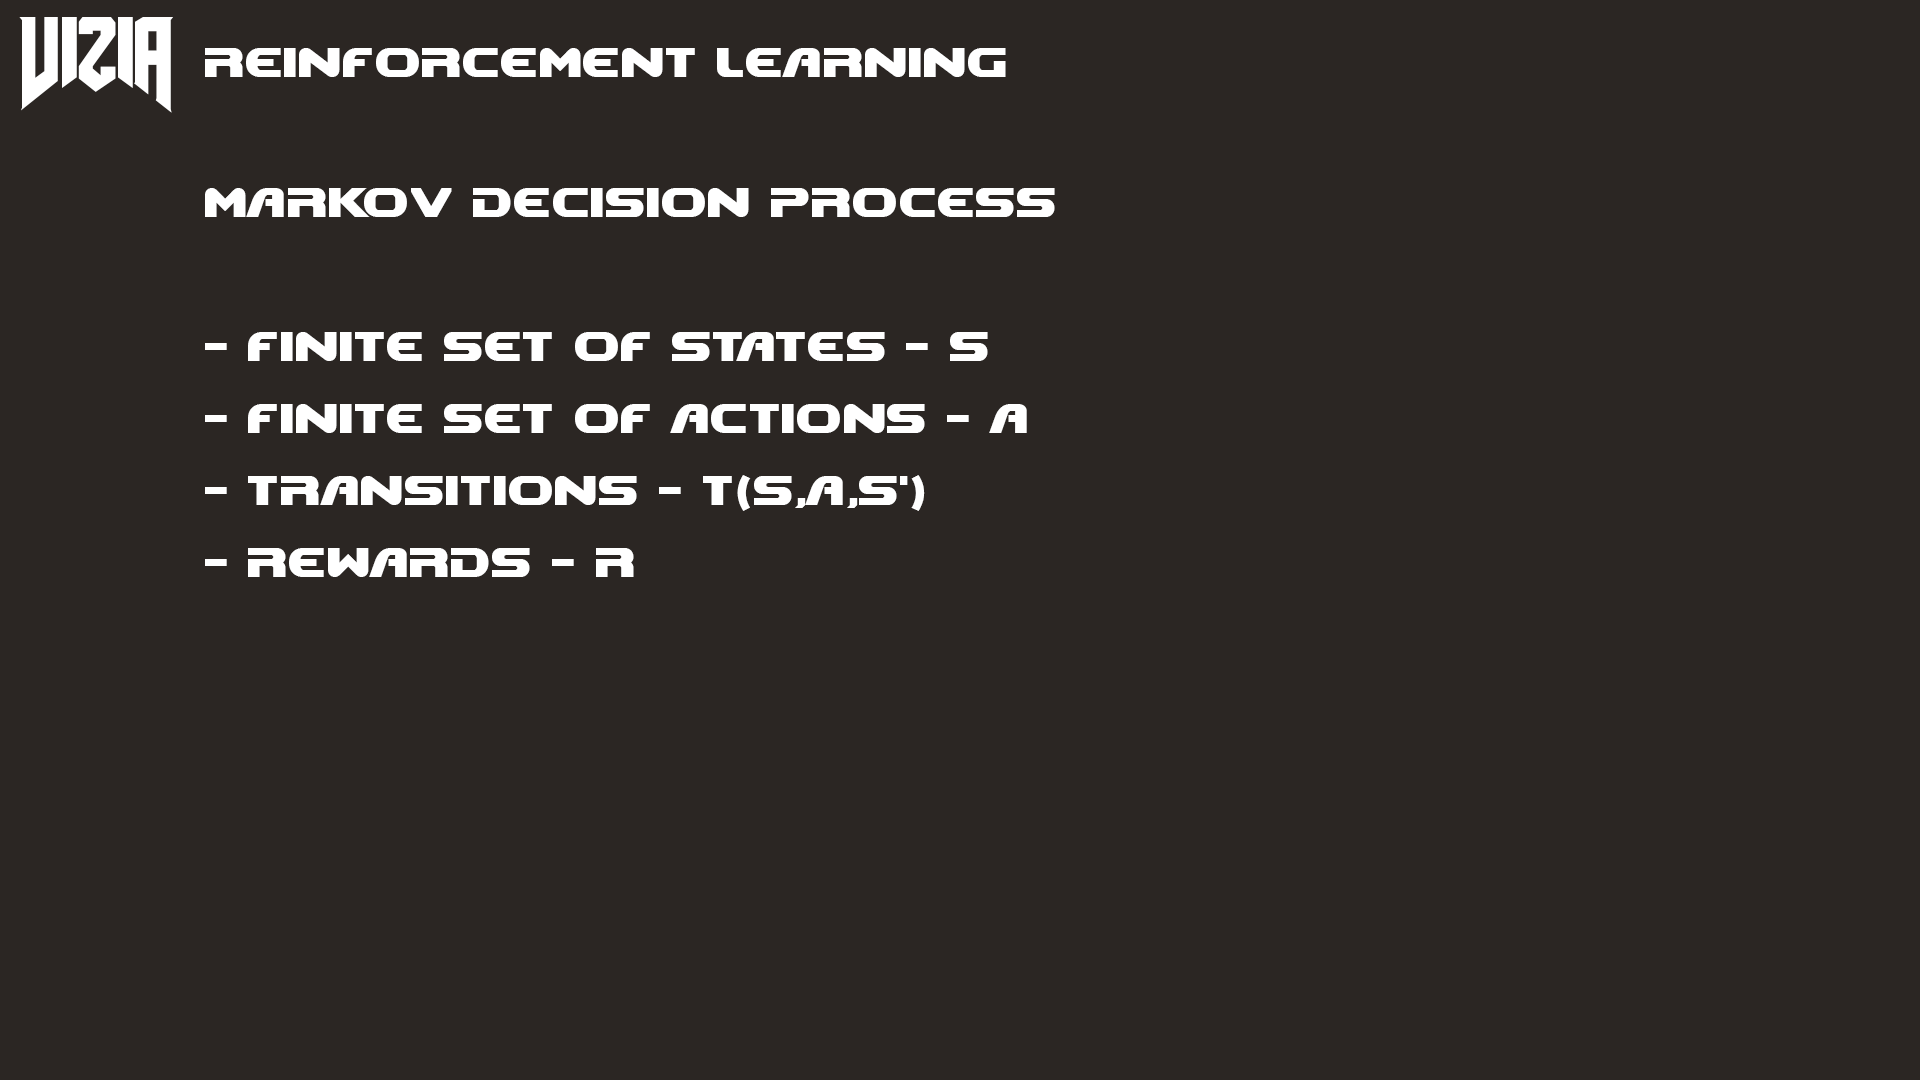 VIZIA
REINFORCEMENT LEARNING
MARKOV DECISION PROCESS
- FINITE SET OF STATES - S
- FINITE SET OF ACTIONS - A
- TRANSITIONS - T(S,A,S')
- REWARDS - R